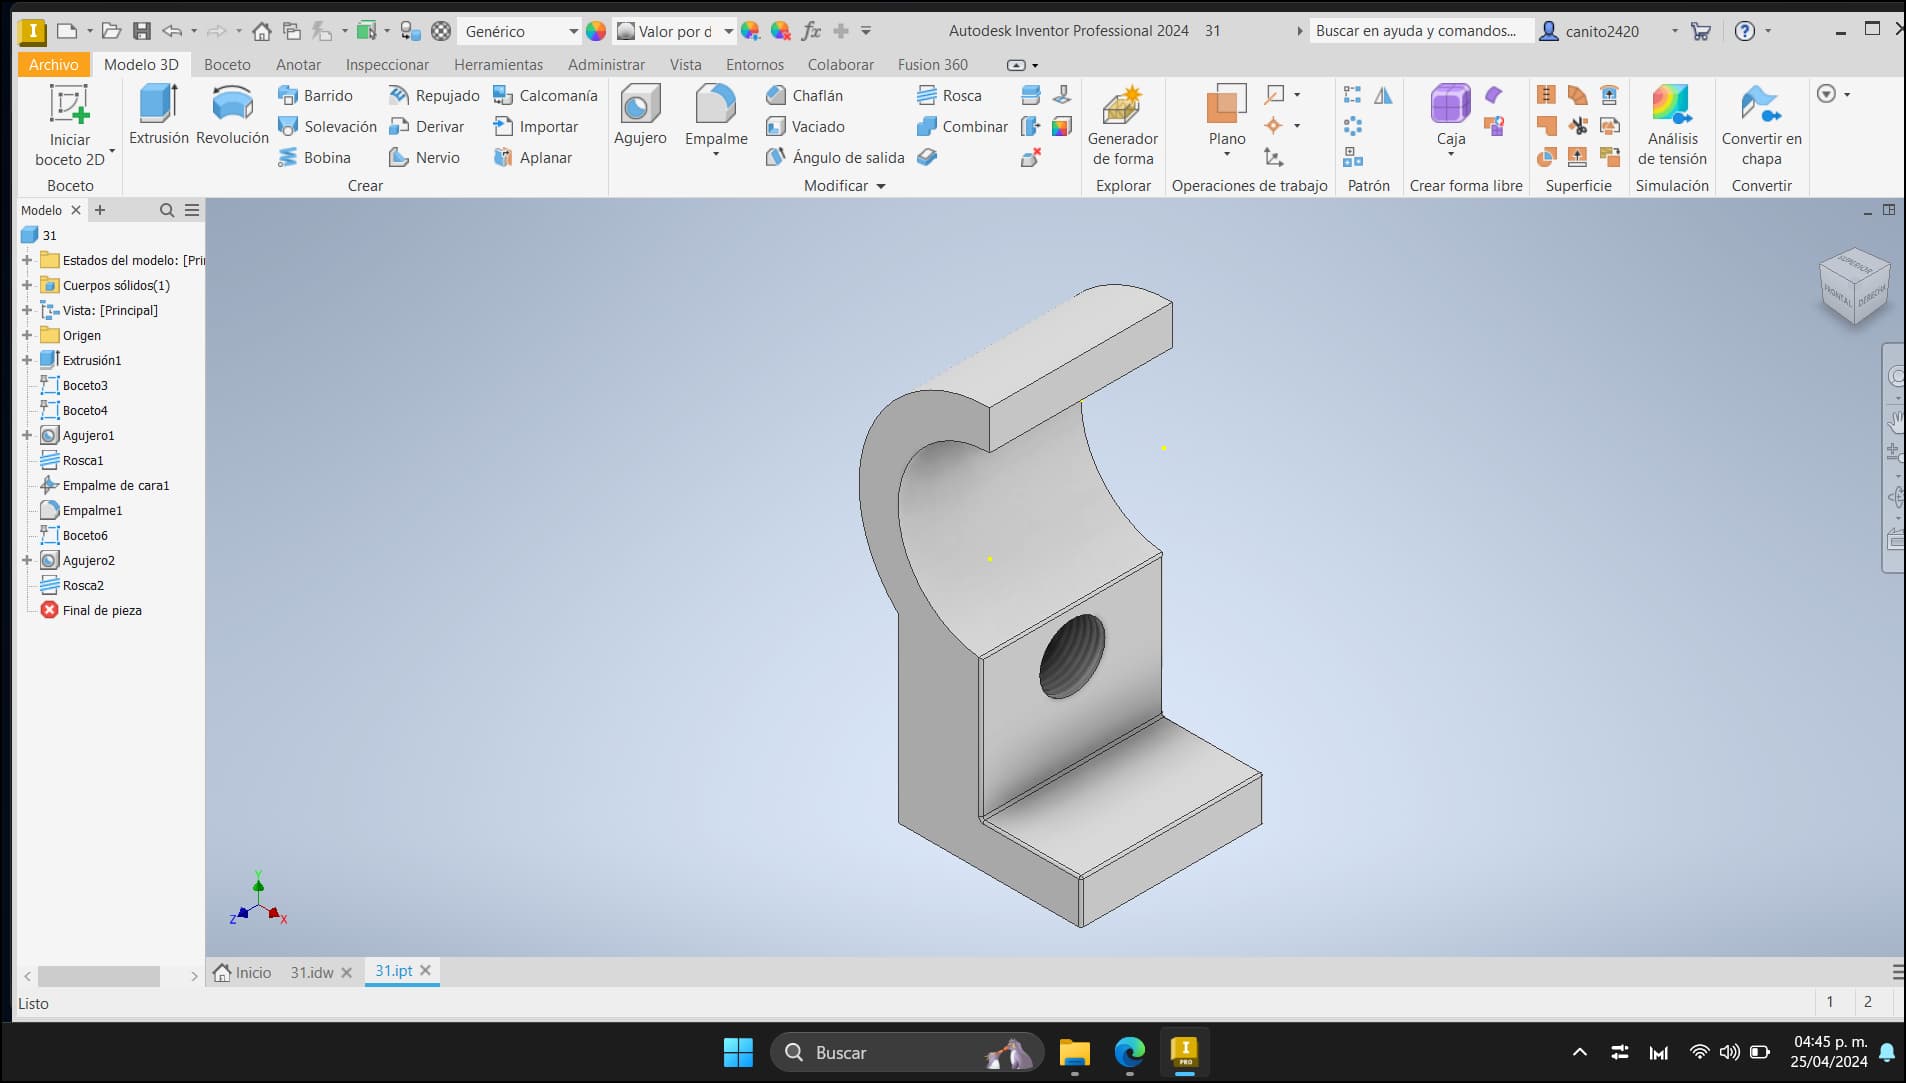 Genérico
Valor por d
Autodesk Inventor Professional 2024 31
Buscar en ayuda y comandos...
canito2420
Archivo Modelo 3D Boceto Anotar Inspeccionar Herramientas Administrar Vista Entornos Colaborar Fusion 360
Iniciar
boceto 2D
Boceto
Extrusión
Revolución
Barrido
Solevación
Bobina
Repujado
Derivar
Nervio
Calcomanía
Importar
Aplanar
Crear
Agujero
Empalme
Chaflán
Vaciado
Ángulo de salida
Rosca
Combinar
Modificar
Generador
de forma
Explorar
Plano
Operaciones de trabajo
Patrón
Caja
Crear forma libre
Superficie
Análisis
de tensión
Simulación
Convertir en
chapa
Convertir
Modelo
31
Estados del modelo: [Pri
Cuerpos sólidos(1)
Vista: [Principal]
Origen
Extrusión1
Boceto3
Boceto4
Agujero1
Rosca1
Empalme de cara1
Empalme1
Boceto6
Agujero2
Rosca2
Final de pieza
SUPERIOR
FRONTAL
DERECHA
Y
Z
X
Inicio
31.idw
31.ipt
Listo
1
2
Buscar
PRO
04:45 p. m.
25/04/2024